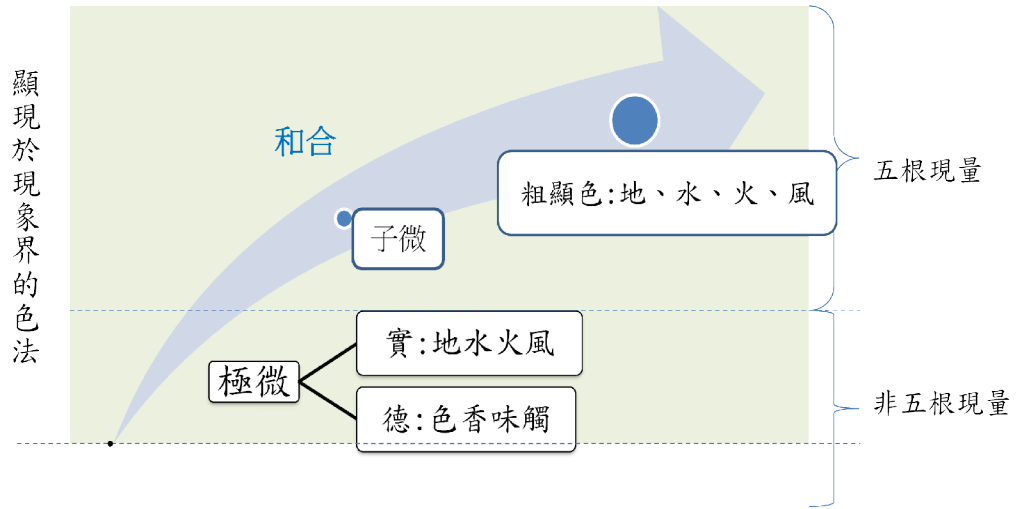 顯現於現象界的色法
和合
粗顯色:地、水、火、風
五根現量
子微
實:地水火風
極微
德:色香味觸
非五根現量